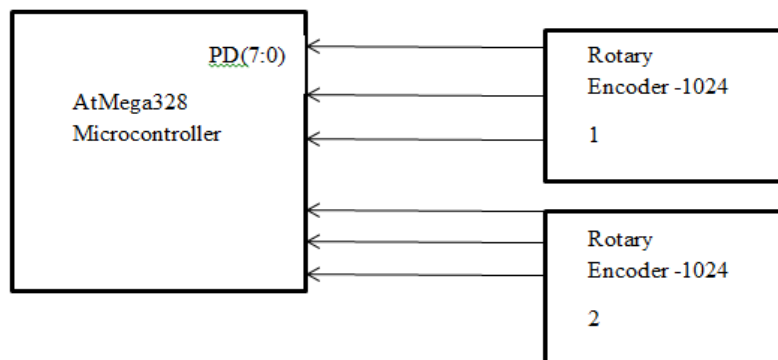 PD(7:0)
AtMega328
Microcontroller
Rotary
Encoder -1024
1
Rotary
Encoder -1024
2